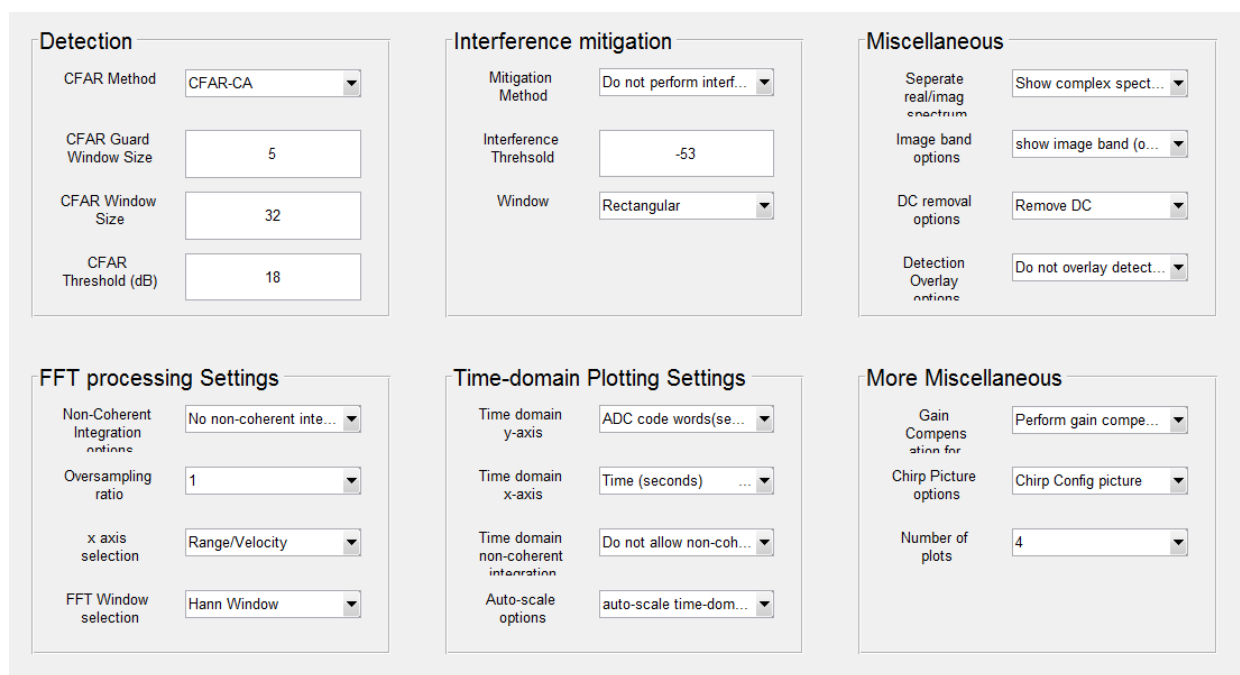 Detection
CFAR Method
CFAR-CA
CFAR Guard
Window Size
5
CFAR Window
Size
32
CFAR
Threshold (dB)
18
Interference mitigation
Mitigation
Method
Do not perform interf...
Interference
Threhsold
-53
Window
Rectangular
Miscellaneous
Seperate
real/imag
spectrum
Show complex spect...
Image band
options
show image band (o...
DC removal
options
Remove DC
Detection
Overlay
options
Do not overlay detect...
FFT processing Settings
Non-Coherent
Integration
options
No non-coherent inte...
Oversampling
ratio
1
x axis
selection
Range/Velocity
FFT Window
selection
Hann Window
Time-domain Plotting Settings
Time domain
y-axis
ADC code words(se...
Time domain
x-axis
Time (seconds) ...
Time domain
non-coherent
integration
Do not allow non-coh...
Auto-scale
options
auto-scale time-dom...
More Miscellaneous
Gain
Compens
ation for
Perform gain compe...
Chirp Picture
options
Chirp Config picture
Number of
plots
4